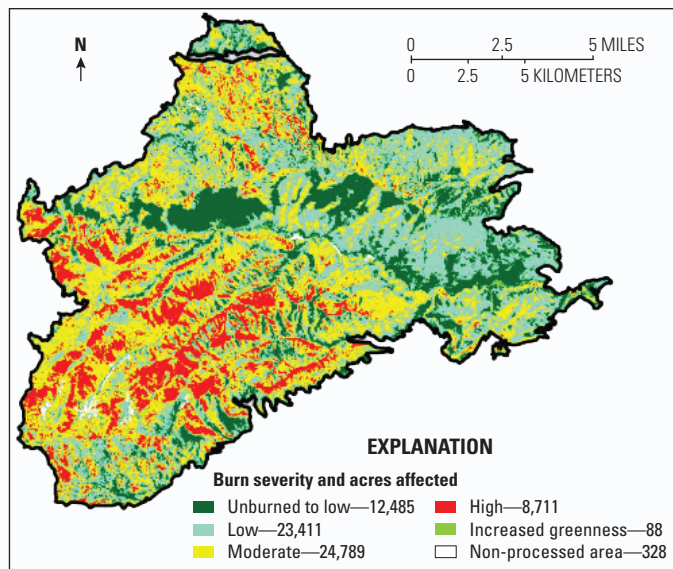 N
0 2.5 5 MILES
0 2.5 5 KILOMETERS
EXPLANATION
Burn severity and acres affected
Unburned to low—12,485
Low—23,411
Moderate—24,789
High—8,711
Increased greenness—88
Non-processed area—328